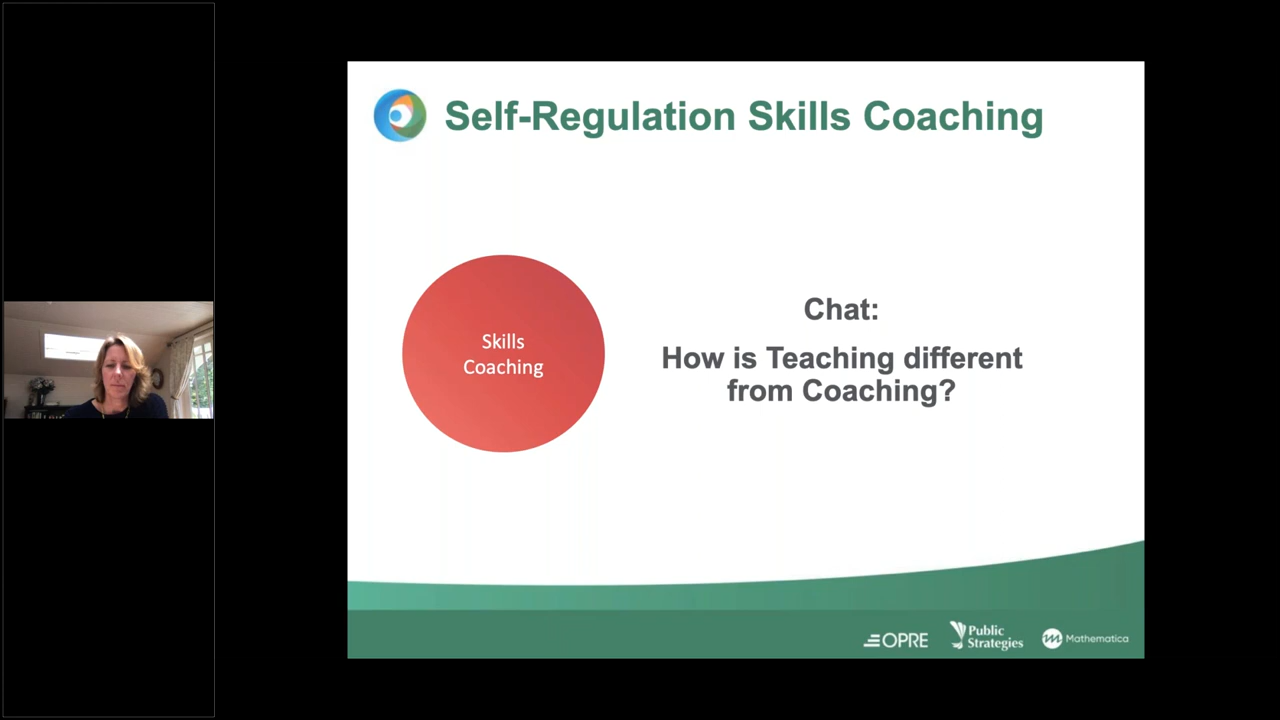 Self-Regulation Skills Coaching
Skills
Coaching
Chat:
How is Teaching different
from Coaching?
OPRE
Public
Strategies
Mathematica